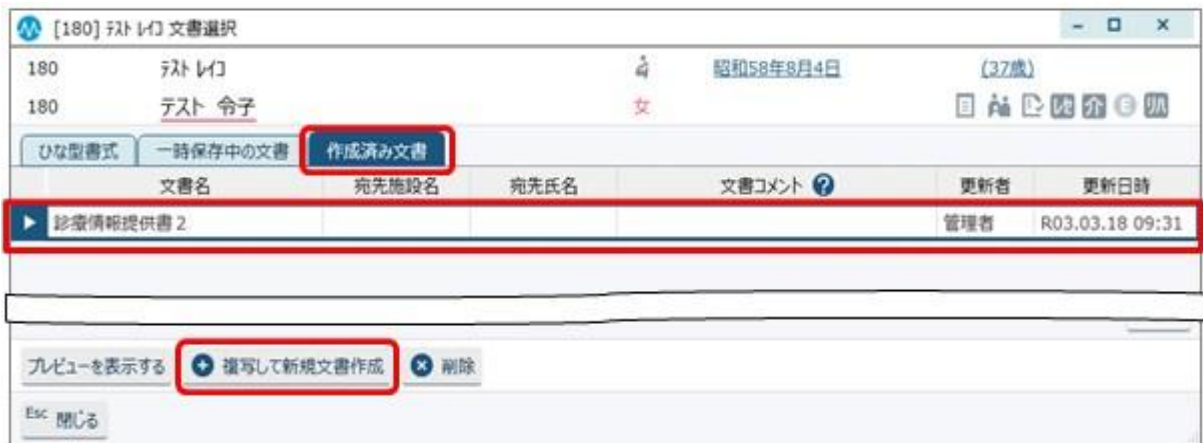 [180] テスト レイコ 文書選択
180 テスト レイコ 昭和58年8月4日 (37歳)
180 テスト 令子 女
ひな型書式 一時保存中の文書 作成済み文書
文書名 宛先施設名 宛先氏名 文書コメント ? 更新者 更新日時
診療情報提供書2 管理者 R03.03.18 09:31
プレビューを表示する 複写して新規文書作成 削除
Esc 閉じる